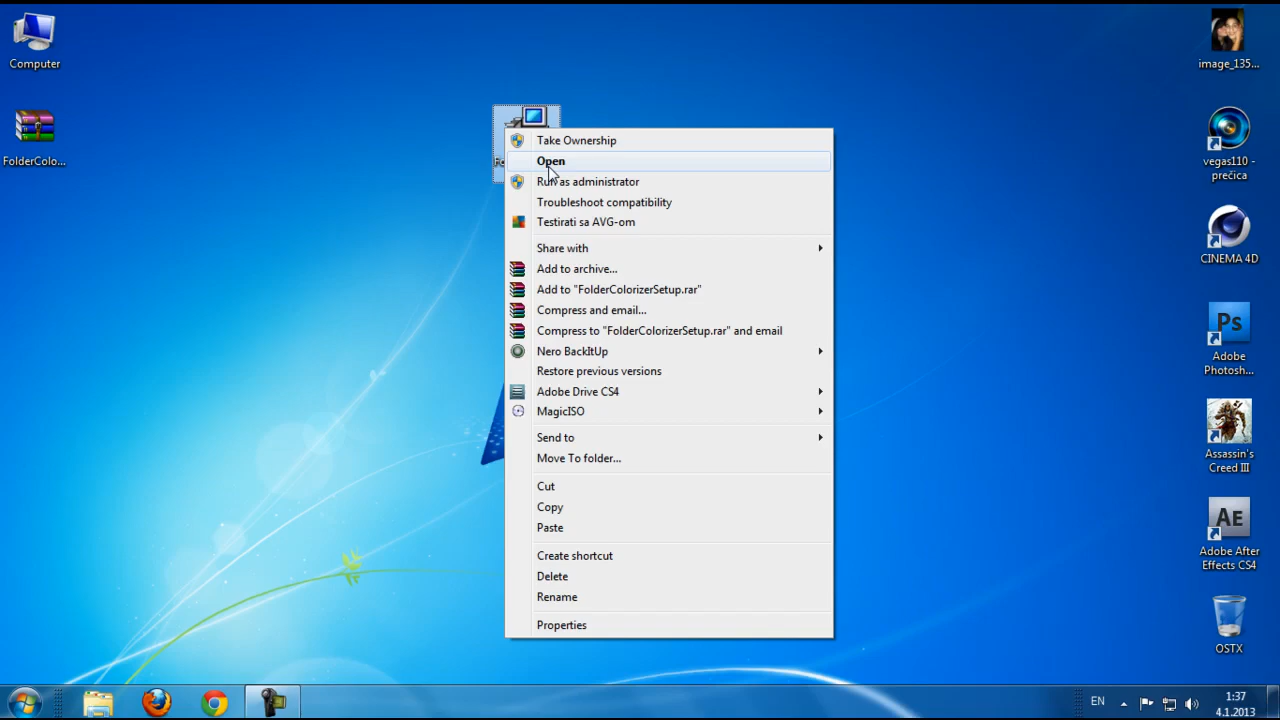 Computer
FolderColo...
Take Ownership
Open
Run as administrator
Troubleshoot compatibility
Testirati sa AVG-om
Share with
Add to archive...
Add to "FolderColorizerSetup.rar"
Compress and email...
Compress to "FolderColorizerSetup.rar" and email
Nero BackItUp
Restore previous versions
Adobe Drive CS4
MagicISO
Send to
Move To folder...
Cut
Copy
Paste
Create shortcut
Delete
Rename
Properties
image_135...
vegas110 -
prečica
CINEMA 4D
Ps
Adobe
Photosh...
Assassin's
Creed III
AE
Adobe After
Effects CS4
OSTX
EN
1:37
4.1.2013